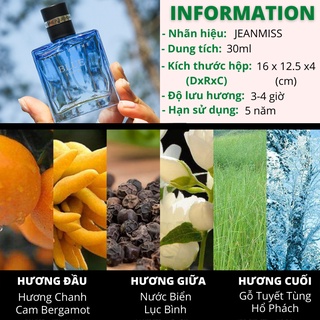 INFORMATION
- Nhãn hiệu: JEANMISS
- Dung tích: 30ml
- Kích thước hộp: 16 x 12.5 x4
(DxRxC) (cm)
- Độ lưu hương: 3-4 giờ
- Hạn sử dụng: 5 năm
HƯƠNG ĐẦU
Hương Chanh
Cam Bergamot
HƯƠNG GIỮA
Nước Biển
Lục Bình
HƯƠNG CUỐI
Gỗ Tuyết Tùng
Hổ Phách